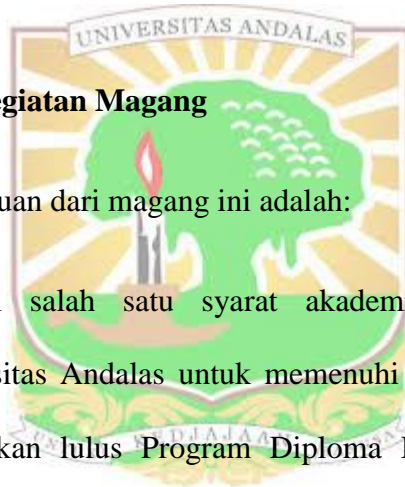 UNIVERSITAS ANDALAS
egiatan Magang
uan dari magang ini adalah:
salah satu syarat akadem
sitas Andalas untuk memenuhi
kan lulus Program Diploma
KEDJAJAAN